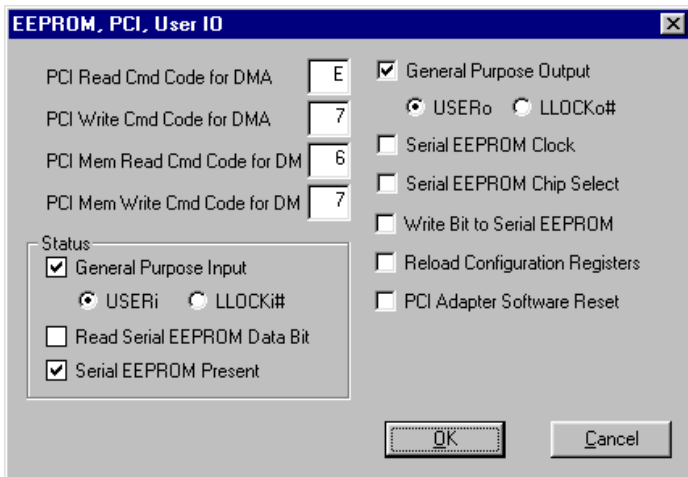 EEPROM, PCI, User IO
PCI Read Cmd Code for DMA E
PCI Write Cmd Code for DMA 7
PCI Mem Read Cmd Code for DM 6
PCI Mem Write Cmd Code for DM 7
Status
General Purpose Input
USERi LLOCKi#
Read Serial EEPROM Data Bit
Serial EEPROM Present
General Purpose Output
USERo LLOCKo#
Serial EEPROM Clock
Serial EEPROM Chip Select
Write Bit to Serial EEPROM
Reload Configuration Registers
PCI Adapter Software Reset
OK Cancel